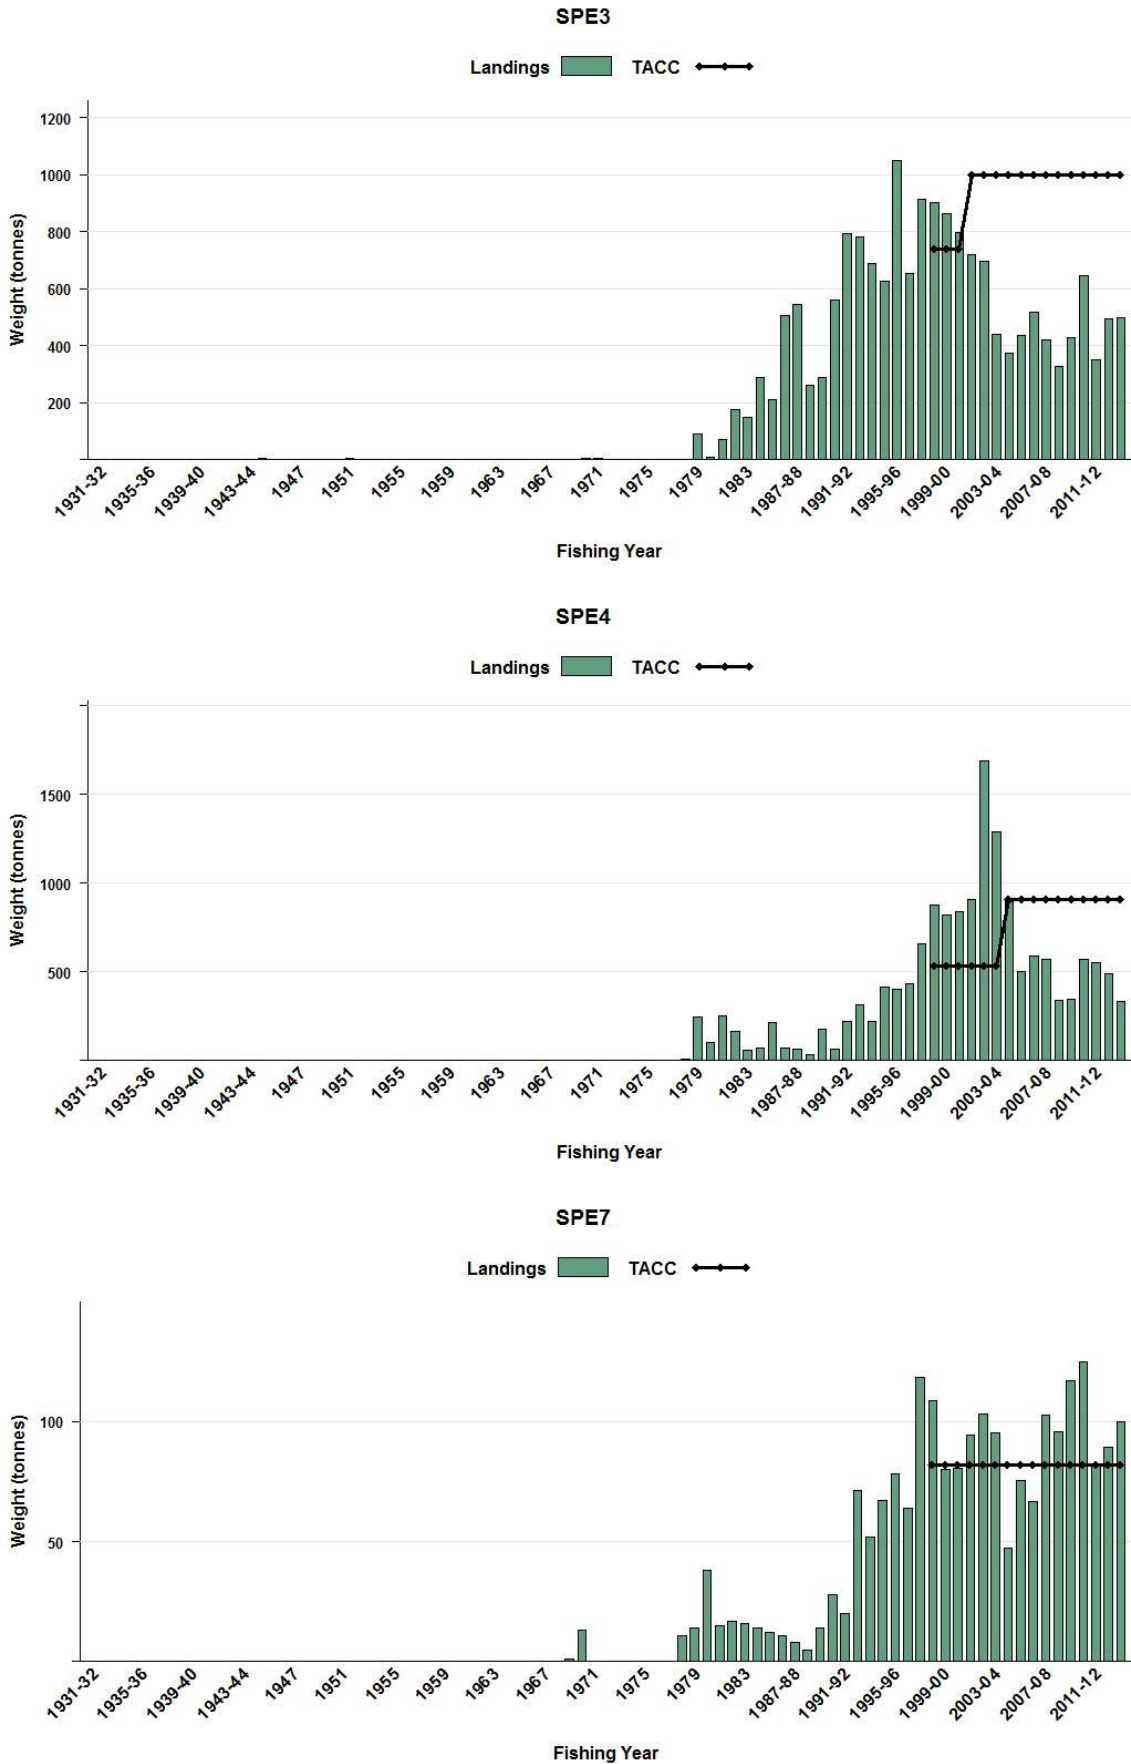 SPE3
Landings TACC
1200
1000
800
600
400
200
Weight (tonnes)
1931-32 1935-36 1939-40 1943-44 1947 1951 1955 1959 1963 1967 1971 1975 1979 1983 1987-88 1991-92 1995-96 1999-00 2003-04 2007-08 2011-12
Fishing Year
SPE4
Landings TACC
1500
1000
500
Weight (tonnes)
1931-32 1935-36 1939-40 1943-44 1947 1951 1955 1959 1963 1967 1971 1975 1979 1983 1987-88 1991-92 1995-96 1999-00 2003-04 2007-08 2011-12
Fishing Year
SPE7
Landings TACC
100
50
Weight (tonnes)
1931-32 1935-36 1939-40 1943-44 1947 1951 1955 1959 1963 1967 1971 1975 1979 1983 1987-88 1991-92 1995-96 1999-00 2003-04 2007-08 2011-12
Fishing Year